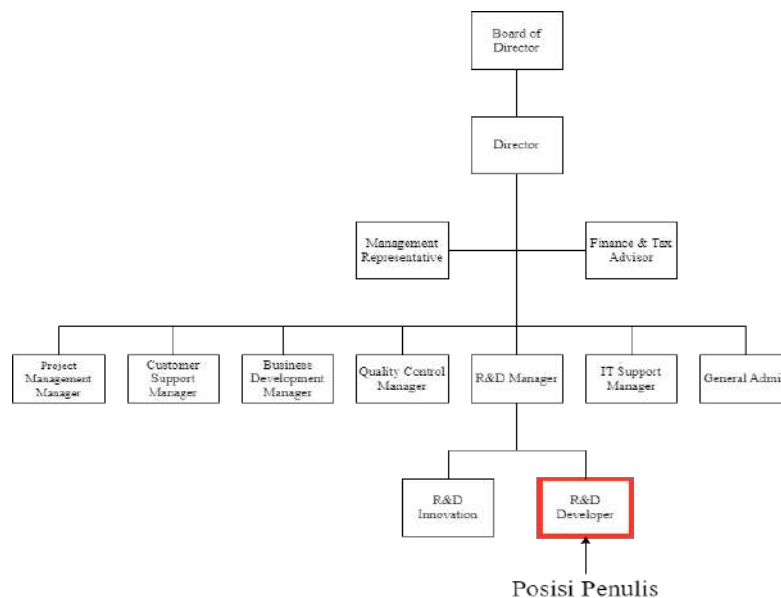 Board of
Director
Director
Management
Representative
Finance & Tax
Advisor
Project
Management
Manager
Customer
Support
Manager
Business
Development
Manager
Quality Control
Manager
R&D Manager
IT Support
Manager
General Admi
R&D
Innovation
R&D
Developer
Posisi Penulis